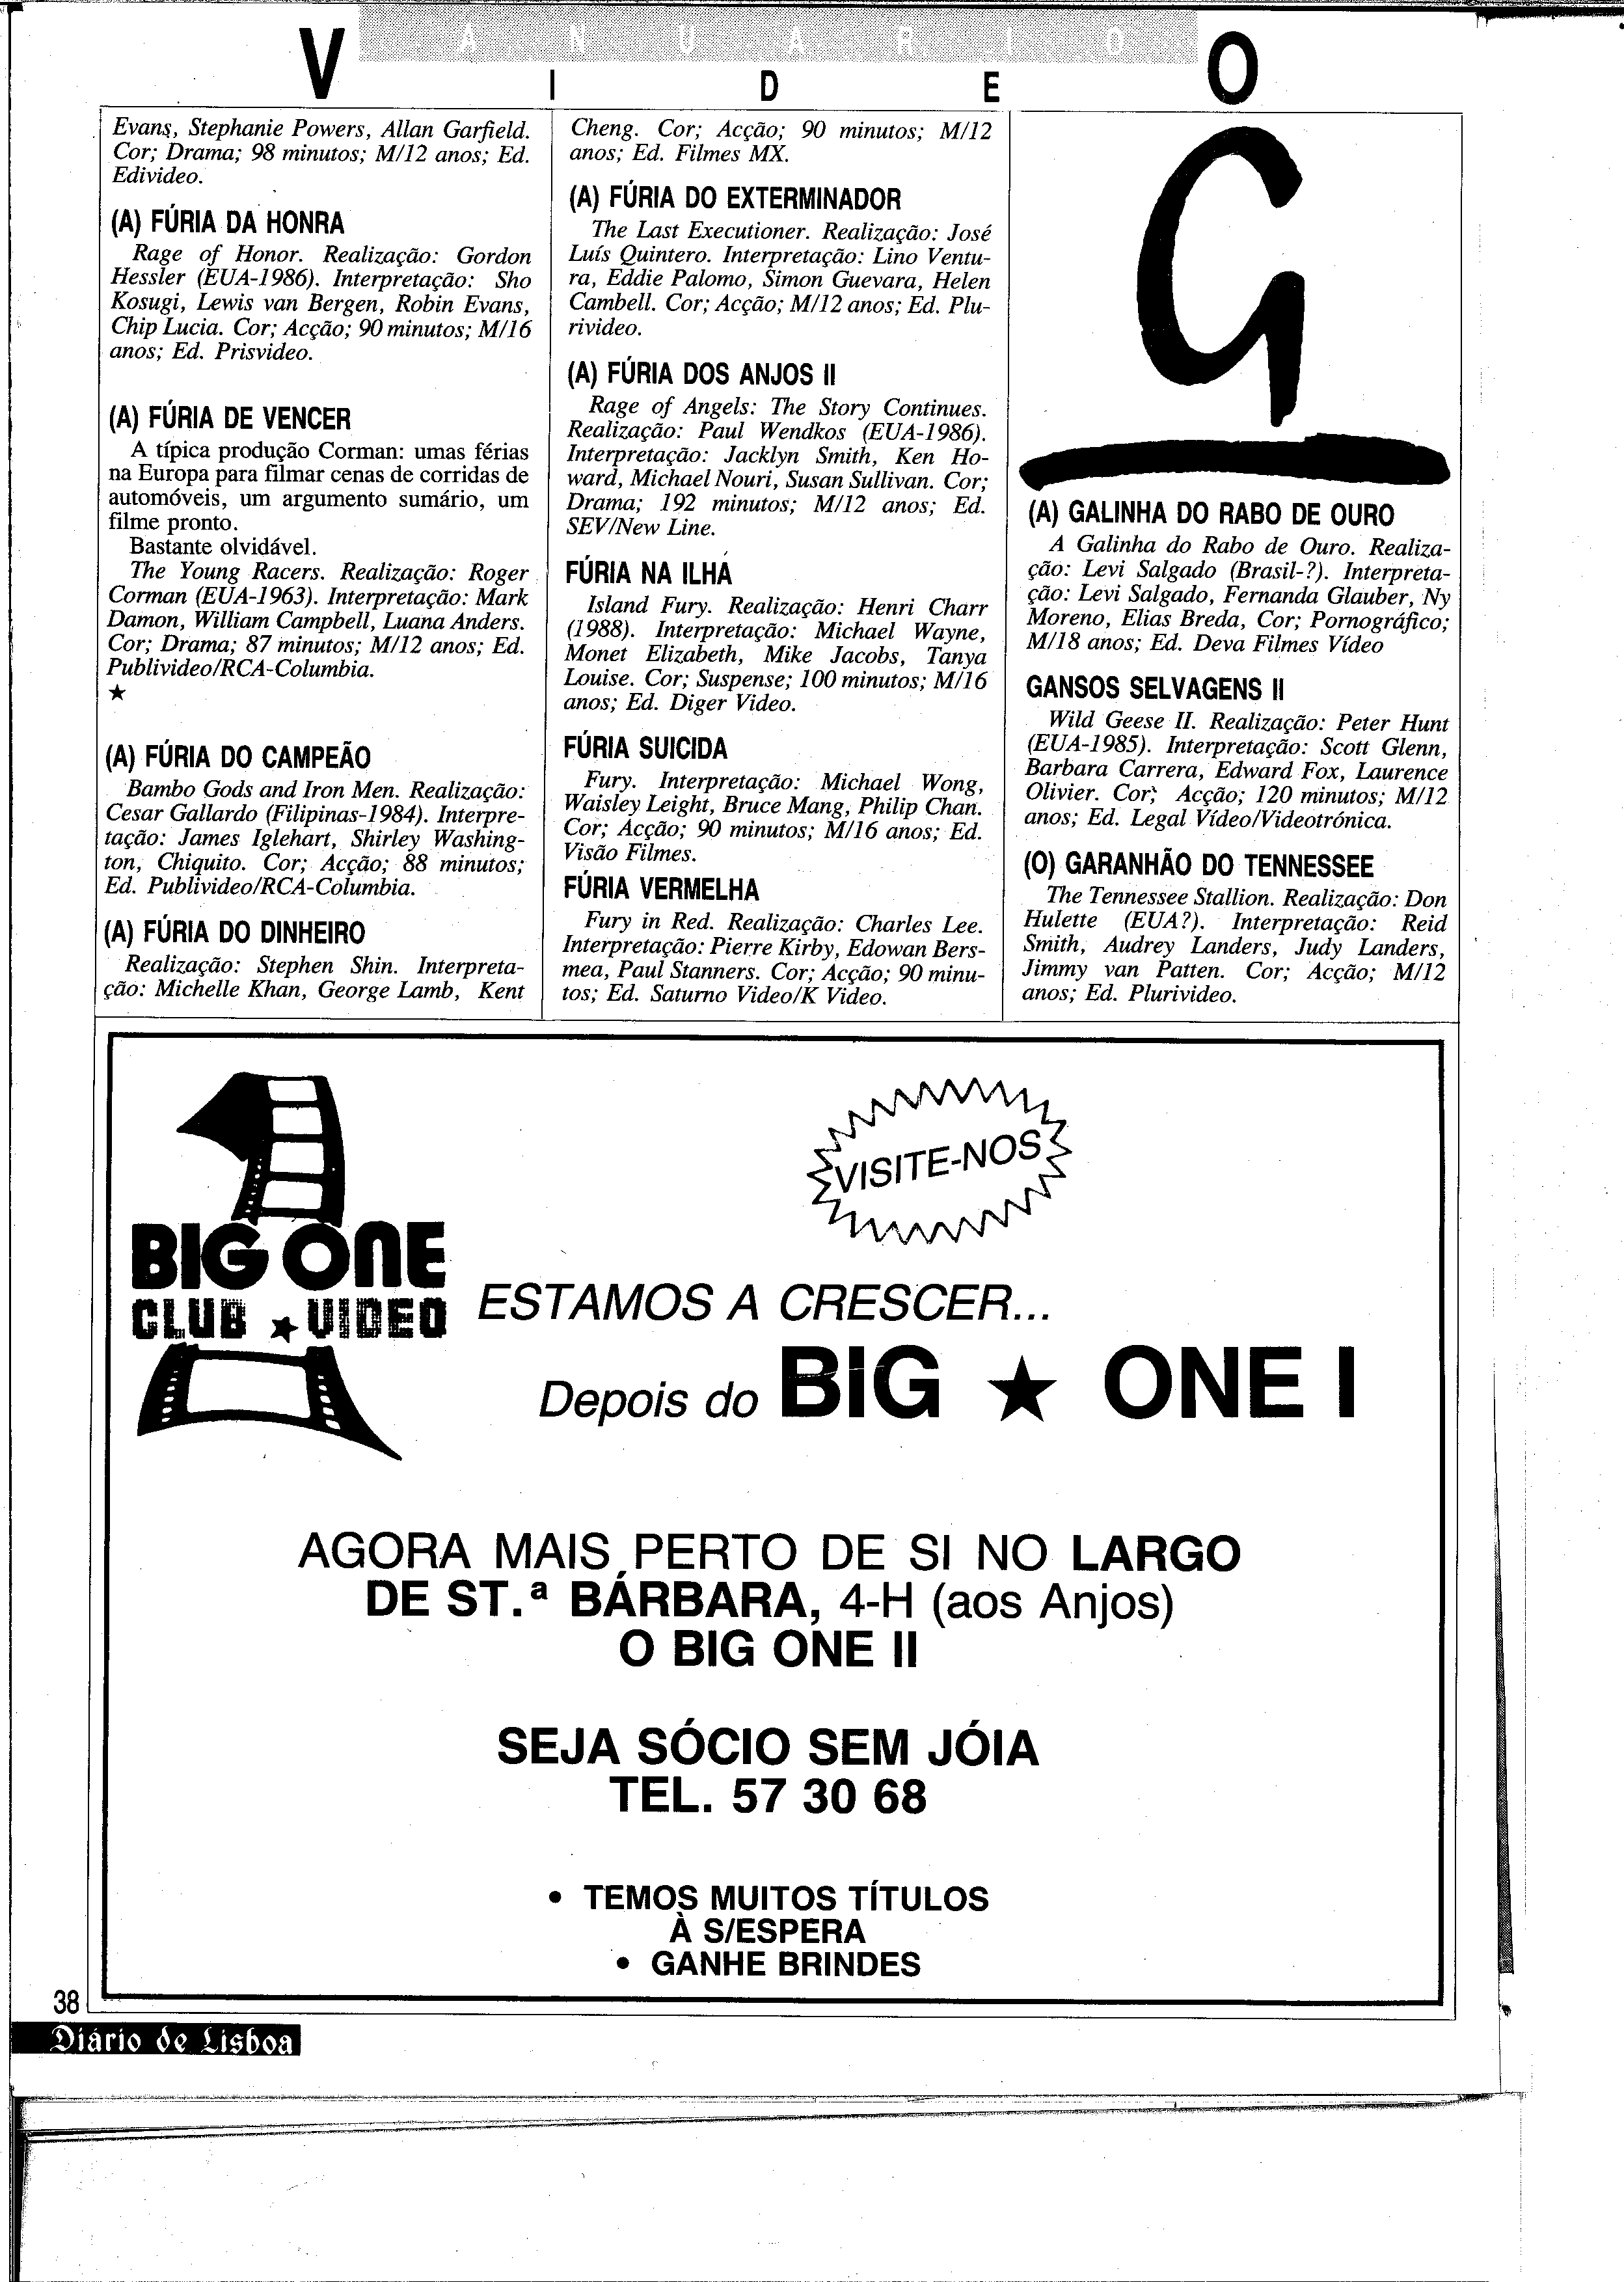 ANUARIO
VIDEO
Evans, Stephanie Powers, Allan Garfield.
Cor; Drama; 98 minutos; M/12 anos; Ed.
Edivideo.
(A) FÚRIA DA HONRA
Rage of Honor. Realização: Gordon
Hessler (EUA-1986). Interpretação: Sho
Kosugi, Lewis van Bergen, Robin Evans,
Chip Lucia. Cor; Acção; 90 minutos; M/16
anos; Ed. Prisvideo.
(A) FÚRIA DE VENCER
A típica produção Corman: umas férias
na Europa para filmar cenas de corridas de
automóveis, um argumento sumário, um
filme pronto.
Bastante olvidável.
The Young Racers. Realização: Roger
Corman (EUA-1963). Interpretação: Mark
Damon, William Campbell, Luana Anders.
Cor; Drama; 87 minutos; M/12 anos; Ed.
Publivideo/RCA-Columbia.
★
(A) FÚRIA DO CAMPEÃO
Bambo Gods and Iron Men. Realização:
Cesar Gallardo (Filipinas-1984). Interpre-
tação: James Iglehart, Shirley Washing-
ton, Chiquito. Cor; Acção; 88 minutos;
Ed. Publivideo/RCA-Columbia.
(A) FÚRIA DO DINHEIRO
Realização: Stephen Shin. Interpreta-
ção: Michelle Khan, George Lamb, Kent
Cheng. Cor; Acção; 90 minutos; M/12
anos; Ed. Filmes MX.
(A) FÚRIA DO EXTERMINADOR
The Last Executioner. Realização: José
Luís Quintero. Interpretação: Lino Ventu-
ra, Eddie Palomo, Simon Guevara, Helen
Cambell. Cor; Acção; M/12 anos; Ed. Plu-
rivideo.
(A) FÚRIA DOS ANJOS II
Rage of Angels: The Story Continues.
Realização: Paul Wendkos (EUA-1986).
Interpretação: Jacklyn Smith, Ken Ho-
ward, Michael Nouri, Susan Sullivan. Cor;
Drama; 192 minutos; M/12 anos; Ed.
SEV/New Line.
FÚRIA NA ILHA
Island Fury. Realização: Henri Charr
(1988). Interpretação: Michael Wayne,
Monet Elizabeth, Mike Jacobs, Tanya
Louise. Cor; Suspense; 100 minutos; M/16
anos; Ed. Diger Video.
FÚRIA SUICIDA
Fury. Interpretação: Michael Wong,
Waisley Leight, Bruce Mang, Philip Chan.
Cor; Acção; 90 minutos; M/16 anos; Ed.
Visão Filmes.
FÚRIA VERMELHA
Fury in Red. Realização: Charles Lee.
Interpretação: Pierre Kirby, Edowan Bers-
mea, Paul Stanners. Cor; Acção; 90 minu-
tos; Ed. Saturno Video/K Video.
G
(A) GALINHA DO RABO DE OURO
A Galinha do Rabo de Ouro. Realiza-
ção: Levi Salgado (Brasil-?). Interpreta-
ção: Levi Salgado, Fernanda Glauber, Ny
Moreno, Elias Breda, Cor; Pornográfico;
M/18 anos; Ed. Deva Filmes Vídeo
GANSOS SELVAGENS II
Wild Geese II. Realização: Peter Hunt
(EUA-1985). Interpretação: Scott Glenn,
Barbara Carrera, Edward Fox, Laurence
Olivier. Cor; Acção; 120 minutos; M/12
anos; Ed. Legal Vídeo/Videotrónica.
(O) GARANHÃO DO TENNESSEE
The Tennessee Stallion. Realização: Don
Hulette (EUA?). Interpretação: Reid
Smith, Audrey Landers, Judy Landers,
Jimmy van Patten. Cor; Acção; M/12
anos; Ed. Plurivideo.
VISITE-NOS
BIG ONE
CLUB ★ VIDEO
ESTAMOS A CRESCER...
Depois do BIG ★ ONE I
AGORA MAIS PERTO DE SI NO LARGO
DE ST.ª BÁRBARA, 4-H (aos Anjos)
O BIG ONE II
SEJA SÓCIO SEM JÓIA
TEL. 57 30 68
• TEMOS MUITOS TÍTULOS
À S/ESPERA
• GANHE BRINDES
38
Diário de Lisboa